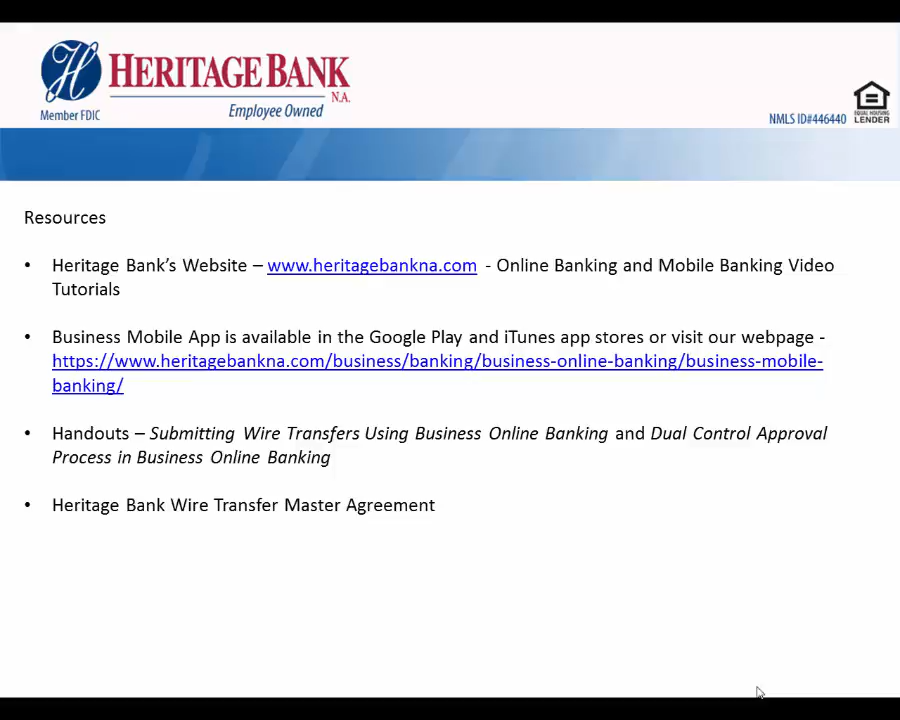 H HERITAGE BANK
N.A.
Member FDIC
Employee Owned
NMLS ID#446440
EQUAL HOUSING
LENDER
Resources
• Heritage Bank’s Website – www.heritagebankna.com - Online Banking and Mobile Banking Video
Tutorials
• Business Mobile App is available in the Google Play and iTunes app stores or visit our webpage -
https://www.heritagebankna.com/business/banking/business-online-banking/business-mobile-
banking/
• Handouts – Submitting Wire Transfers Using Business Online Banking and Dual Control Approval
Process in Business Online Banking
• Heritage Bank Wire Transfer Master Agreement